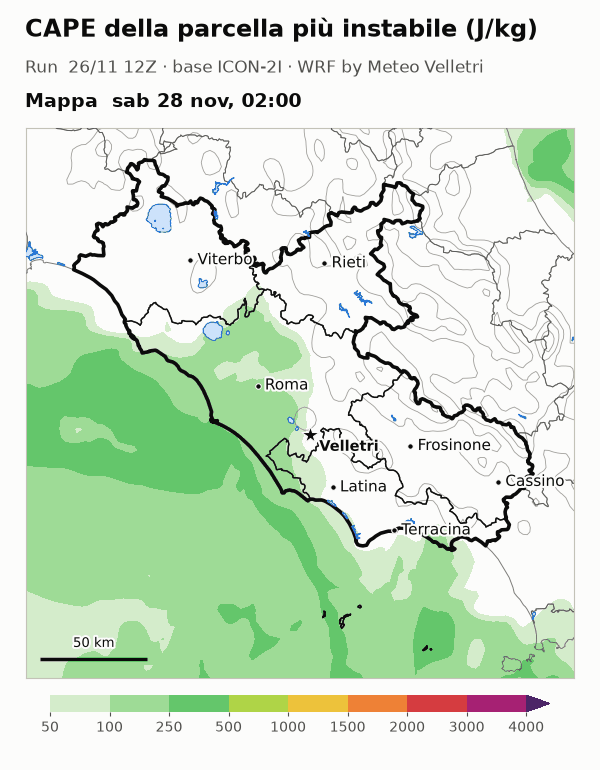 CAPE della parcella più instabile (J/kg)
Run  26/11 12Z · base ICON-2I · WRF by Meteo Velletri
Mappa  sab 28 nov, 02:00
Viterbo
Rieti
Roma
Velletri
Frosinone
Cassino
Latina
Terracina
50 km
50 100 250 500 1000 1500 2000 3000 4000